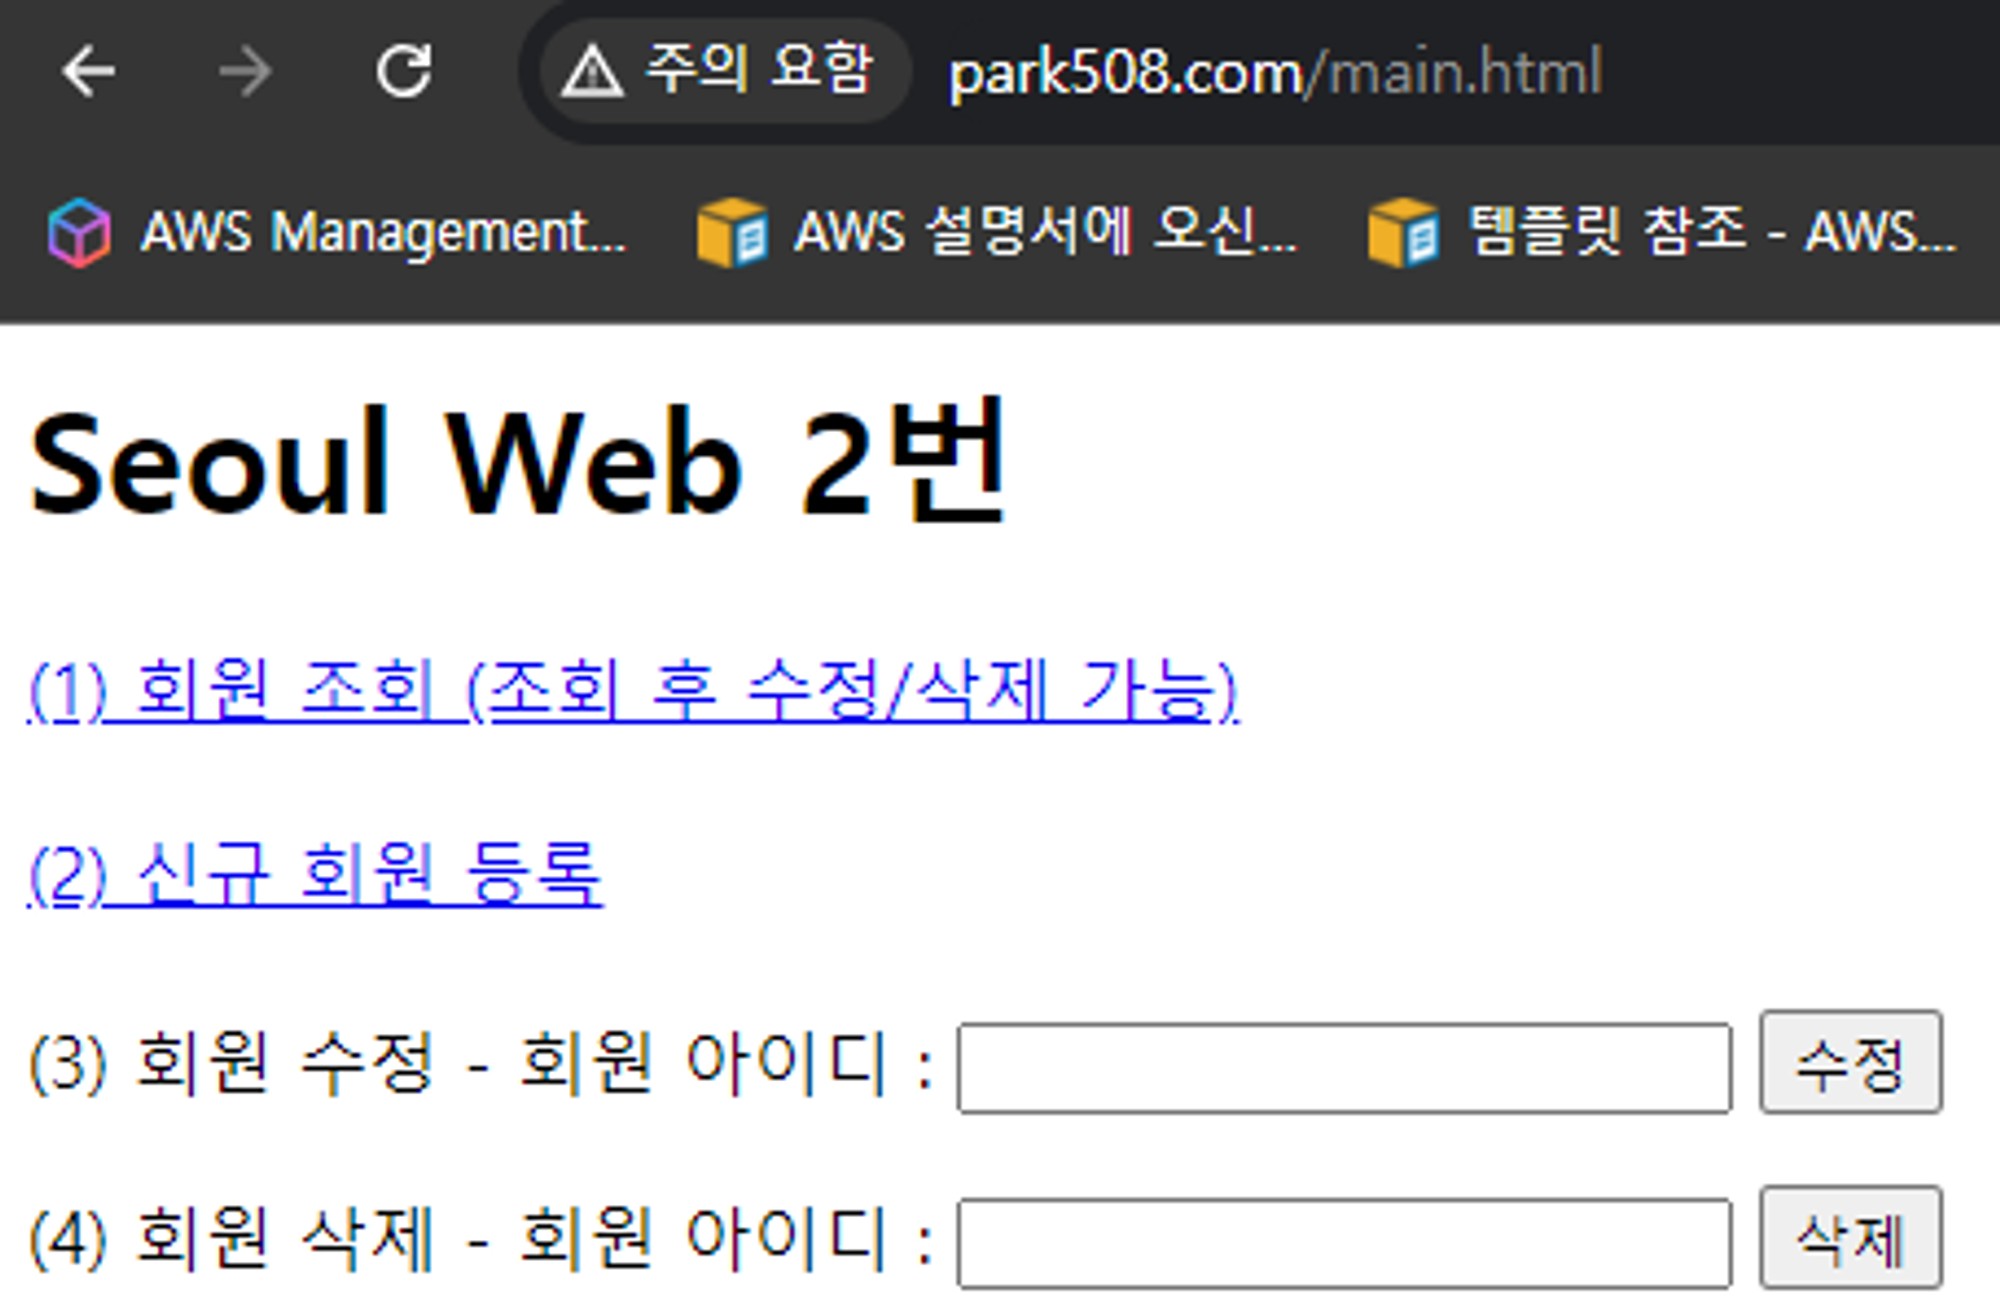 주의 요함 park508.com/main.html
AWS Management... AWS 설명서에 오신... 템플릿 참조 - AWS...
Seoul Web 2번
(1) 회원 조회 (조회 후 수정/삭제 가능)
(2) 신규 회원 등록
(3) 회원 수정 - 회원 아이디 : 수정
(4) 회원 삭제 - 회원 아이디 : 삭제